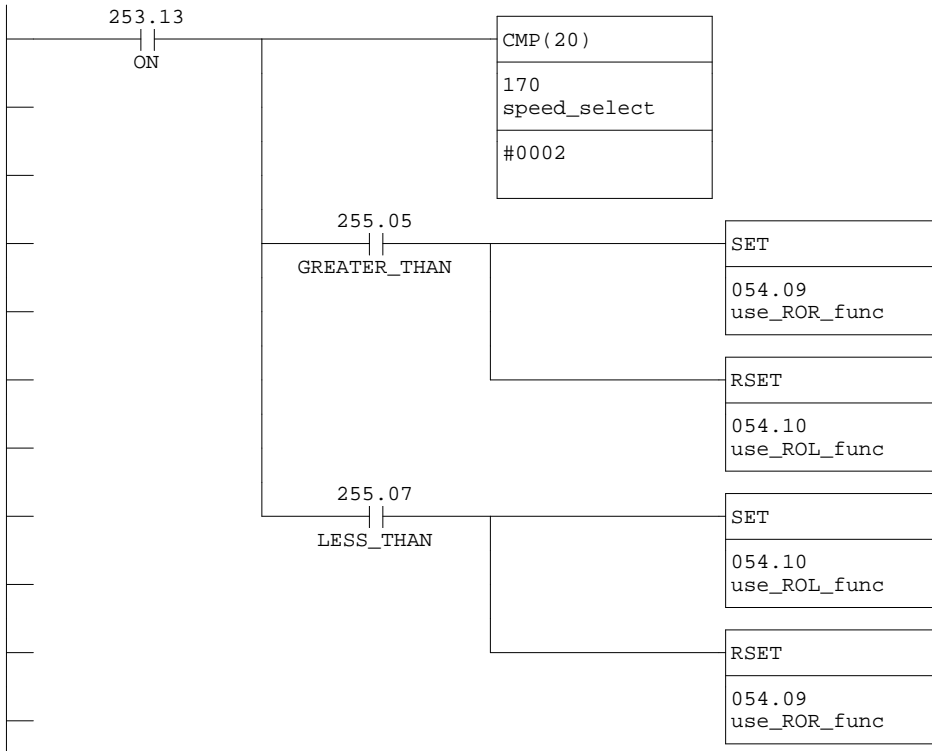 253.13
ON
CMP(20)
170
speed_select
#0002
255.05
GREATER_THAN
SET
054.09
use_ROR_func
RSET
054.10
use_ROL_func
255.07
LESS_THAN
SET
054.10
use_ROL_func
RSET
054.09
use_ROR_func